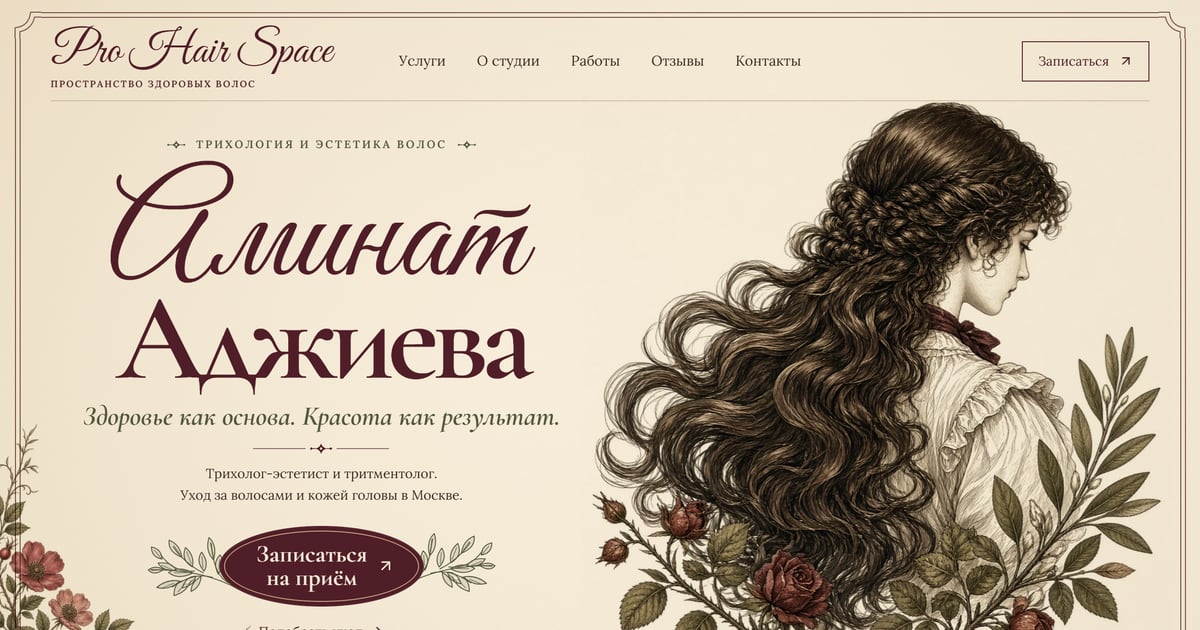 Pro Hair Space
ПРОСТРАНСТВО ЗДОРОВЫХ ВОЛОС
Услуги
О студии
Работы
Отзывы
Контакты
Записаться
ТРИХОЛОГИЯ И ЭСТЕТИКА ВОЛОС
Аминат
Аджиева
Здоровье как основа. Красота как результат.
Трихолог-эстетист и тритментолог.
Уход за волосами и кожей головы в Москве.
Записаться
на приём